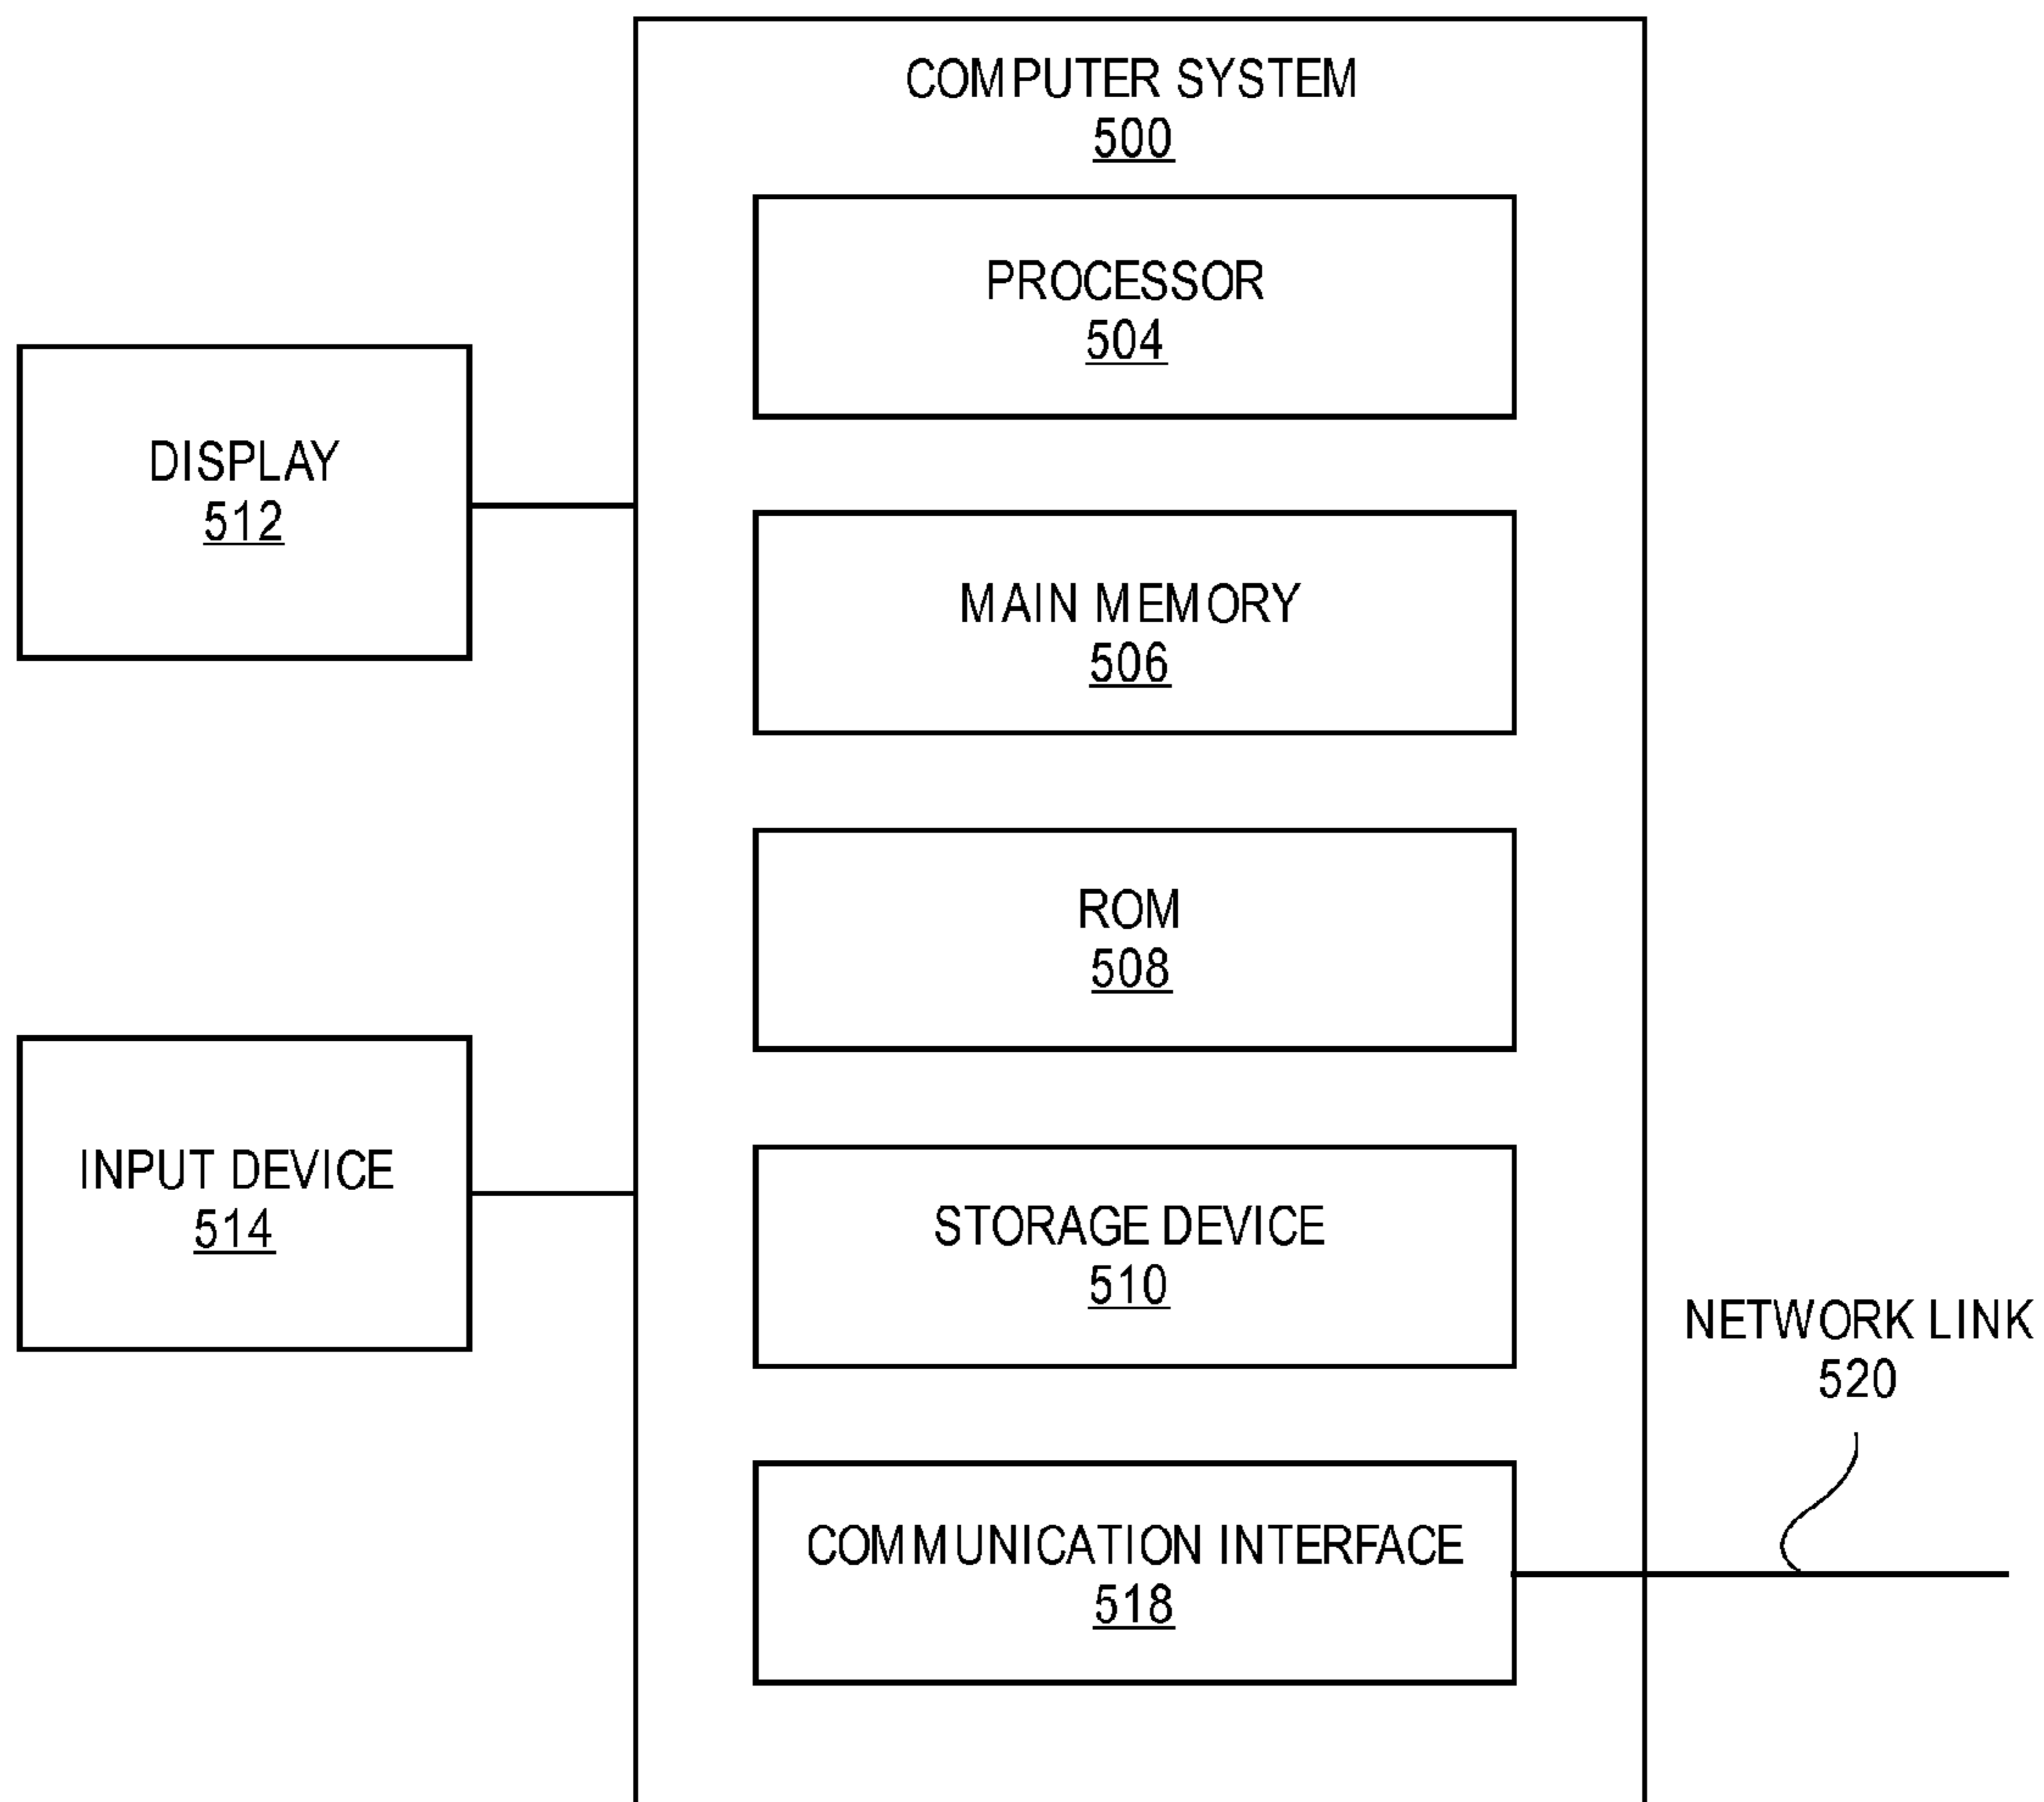 COMPUTER SYSTEM
500
PROCESSOR
504
DISPLAY
512
MAIN MEMORY
506
ROM
508
INPUT DEVICE
514
STORAGE DEVICE
510
NETWORK LINK
520
COMMUNICATION INTERFACE
518